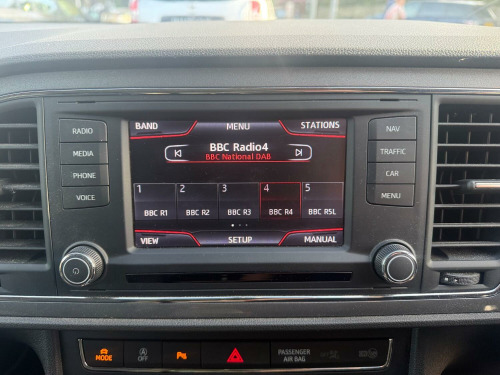 RADIO
MEDIA
PHONE
VOICE
BAND MENU STATIONS
BBC Radio4
BBC National DAB
1 2 3 4 5
BBC R1 BBC R2 BBC R3 BBC R4 BBC R5L
VIEW SETUP MANUAL
NAV
TRAFFIC
CAR
MENU
MODE
OFF
PASSENGER
AIR BAG